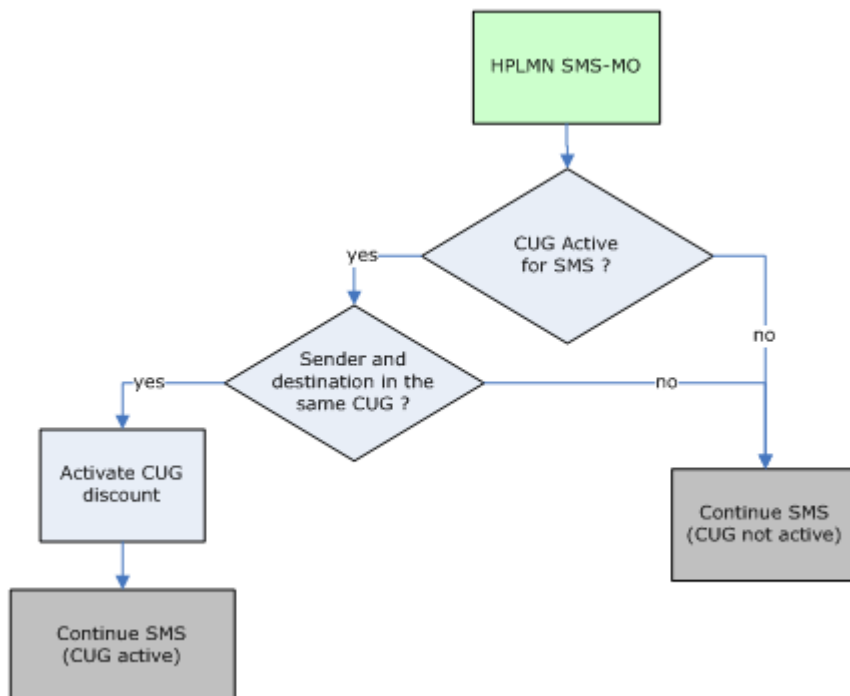 HPLMN SMS-MO
CUG Active
for SMS ?
yes
no
Sender and
destination in the
same CUG ?
yes
no
Activate CUG
discount
Continue SMS
(CUG not active)
Continue SMS
(CUG active)